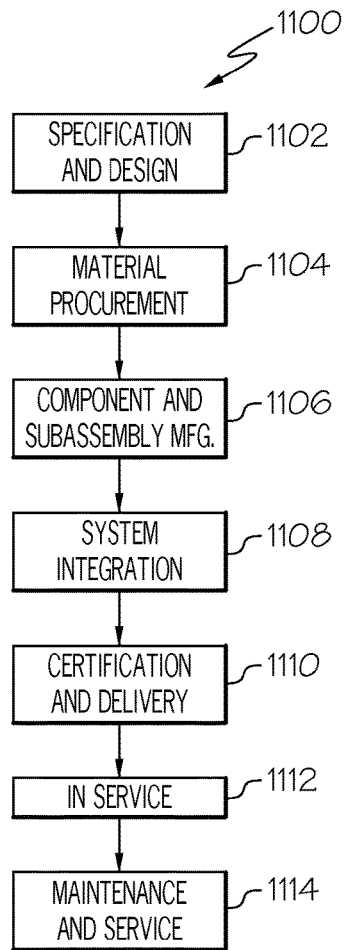 1100
SPECIFICATION
AND DESIGN
1102
MATERIAL
PROCUREMENT
1104
COMPONENT AND
SUBASSEMBLY MFG.
1106
SYSTEM
INTEGRATION
1108
CERTIFICATION
AND DELIVERY
1110
IN SERVICE
1112
MAINTENANCE
AND SERVICE
1114